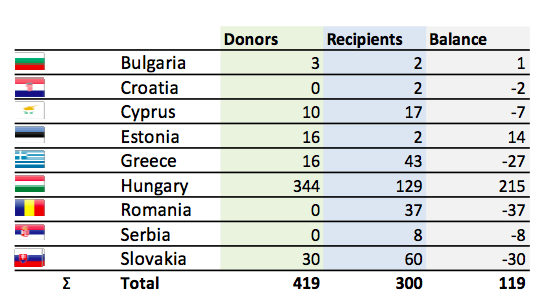 Donors Recipients Balance
Bulgaria 3 2 1
Croatia 0 2 -2
Cyprus 10 17 -7
Estonia 16 2 14
Greece 16 43 -27
Hungary 344 129 215
Romania 0 37 -37
Serbia 0 8 -8
Slovakia 30 60 -30
Σ Total 419 300 119